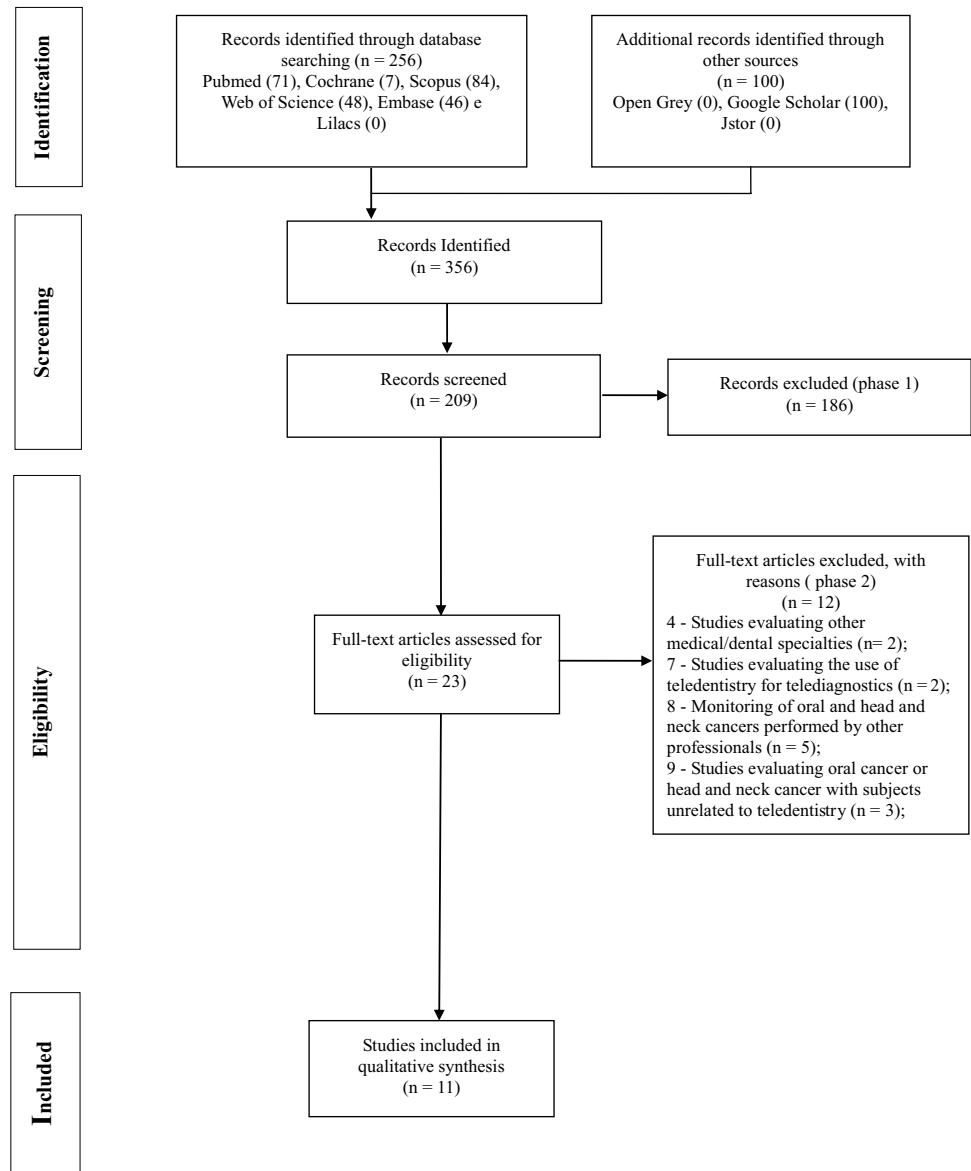 Identification
Records identified through database
searching (n = 256)
Pubmed (71), Cochrane (7), Scopus (84),
Web of Science (48), Embase (46) e
Lilacs (0)
Additional records identified through
other sources
(n = 100)
Open Grey (0), Google Scholar (100),
Jstor (0)
Screening
Records Identified
(n = 356)
Records screened
(n = 209)
Records excluded (phase 1)
(n = 186)
Eligibility
Full-text articles assessed for
eligibility
(n = 23)
Full-text articles excluded, with
reasons ( phase 2)
(n = 12)
4 - Studies evaluating other
medical/dental specialties (n= 2);
7 - Studies evaluating the use of
teledentistry for telediagnostics (n = 2);
8 - Monitoring of oral and head and
neck cancers performed by other
professionals (n = 5);
9 - Studies evaluating oral cancer or
head and neck cancer with subjects
unrelated to teledentistry (n = 3);
Included
Studies included in
qualitative synthesis
(n = 11)